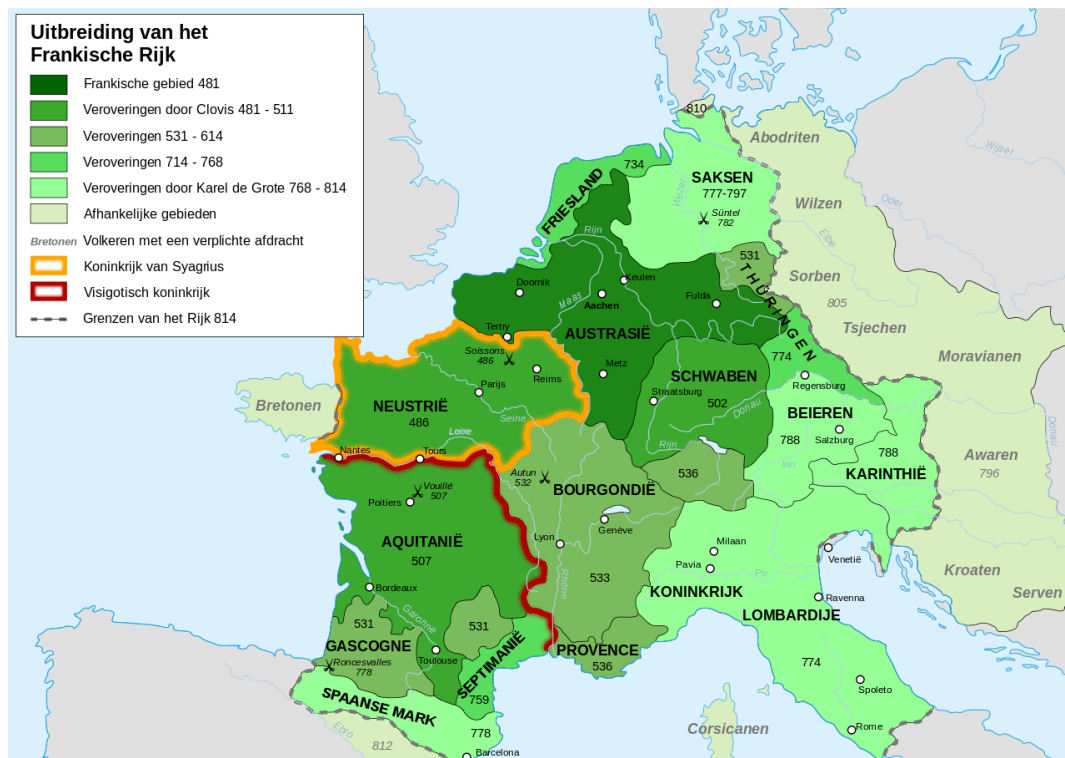 Uitbreiding van het
Frankische Rijk
Frankische gebied 481
Veroveringen door Clovis 481 - 511
Veroveringen 531 - 614
Veroveringen 714 - 768
Veroveringen door Karel de Grote 768 - 814
Afhankelijke gebieden
Bretonen Volkeren met een verplichte afdracht
Koninkrijk van Syagrius
Visigotisch koninkrijk
Grenzen van het Rijk 814
810
Abodriten
Wijsel
734
SAKSEN
777-797
Wezer
FRIESLAND
Süntel
782
Wilzen
Oder
Elbe
Rijn
531
THÜRINGEN
Sorben
805
Doornik
Keulen
Maas
Aachen
Fulda
Tsjechen
Tertry
AUSTRASIË
Soissons
486
Reims
Metz
774
Moravianen
Parijs
SCHWABEN
Regensburg
Straatsburg
502
Donau
Bretonen
NEUSTRIË
486
Seine
BEIEREN
Donau
Loire
Rijn
788
Salzburg
Nantes
Tours
788
Awaren
796
Inn
KARINTHIË
Autun
532
536
Vouillé
507
BOURGONDIË
Poitiers
Genève
AQUITANIË
Lyon
Milaan
Venetië
507
Pavia
Po
Kroaten
533
Rhône
KONINKRIJK
Bordeaux
Serven
Ravenna
Garonne
LOMBARDIJE
531
531
GASCOGNE
PROVENCE
Toulouse
Roncesvalles
778
SEPTIMANIË
536
774
Spoleto
759
SPAANSE MARK
Corsicanen
Rome
778
Ebro
812
Barcelona